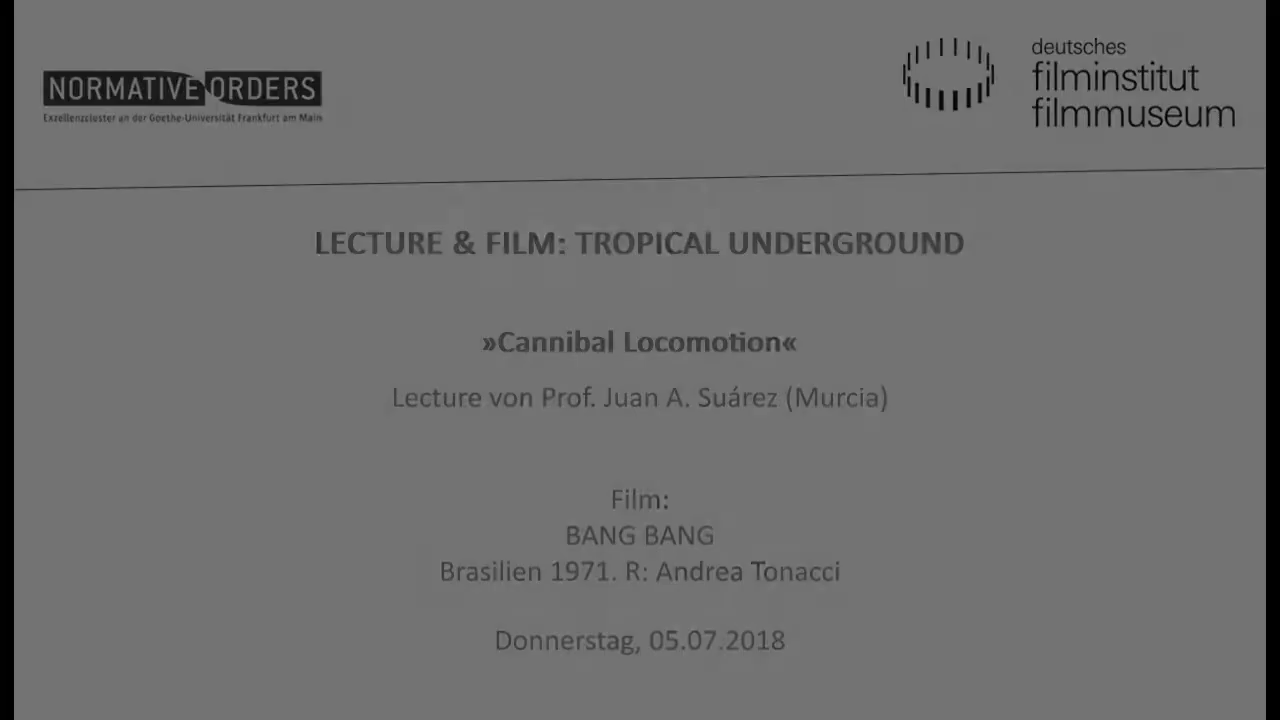 NORMATIVE ORDERS
Exzellenzcluster an der Goethe-Universität Frankfurt am Main
deutsches
filminstitut
filmmuseum
LECTURE & FILM: TROPICAL UNDERGROUND
»Cannibal Locomotion«
Lecture von Prof. Juan A. Suárez (Murcia)
Film:
BANG BANG
Brasilien 1971. R: Andrea Tonacci
Donnerstag, 05.07.2018